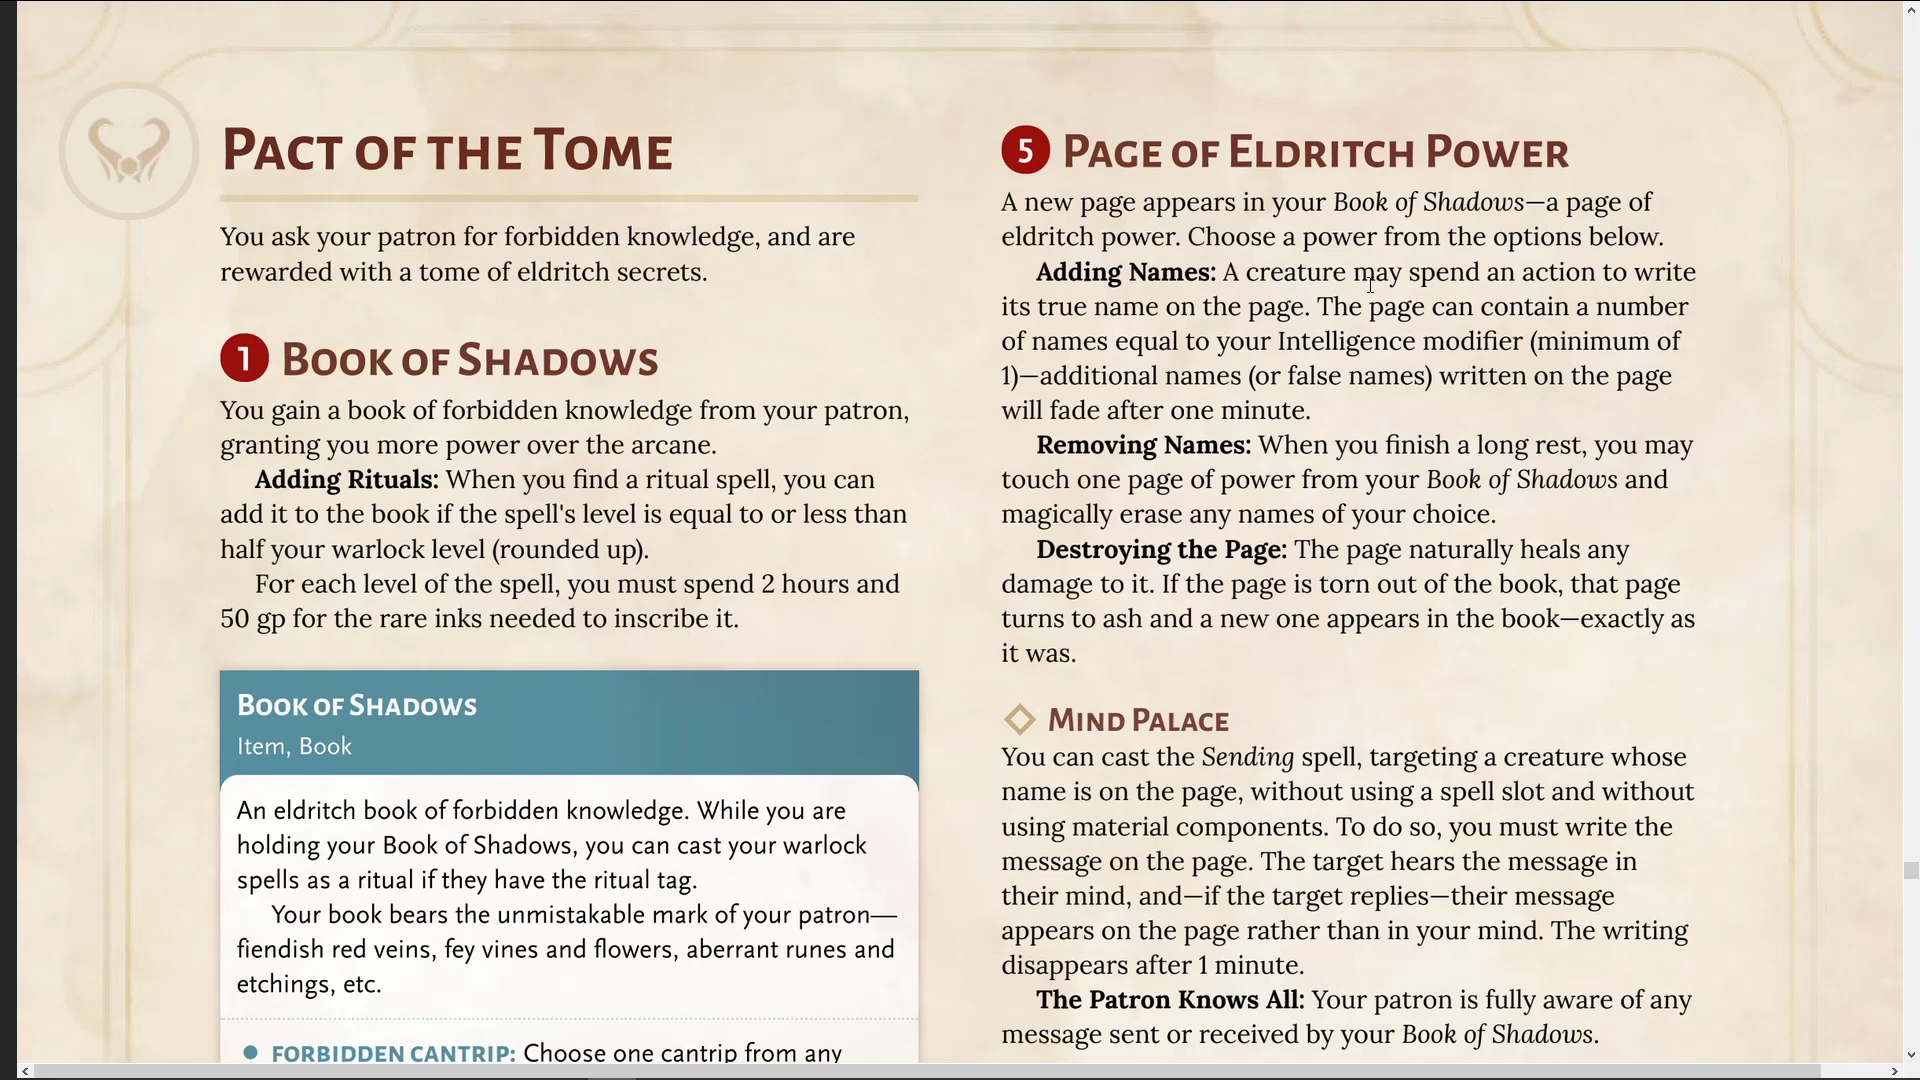 Pact of the Tome
You ask your patron for forbidden knowledge, and are
rewarded with a tome of eldritch secrets.
1 Book of Shadows
You gain a book of forbidden knowledge from your patron,
granting you more power over the arcane.
Adding Rituals: When you find a ritual spell, you can
add it to the book if the spell's level is equal to or less than
half your warlock level (rounded up).
For each level of the spell, you must spend 2 hours and
50 gp for the rare inks needed to inscribe it.
Book of Shadows
Item, Book
An eldritch book of forbidden knowledge. While you are
holding your Book of Shadows, you can cast your warlock
spells as a ritual if they have the ritual tag.
Your book bears the unmistakable mark of your patron—
fiendish red veins, fey vines and flowers, aberrant runes and
etchings, etc.
Forbidden Cantrip: Choose one cantrip from any
5 Page of Eldritch Power
A new page appears in your Book of Shadows—a page of
eldritch power. Choose a power from the options below.
Adding Names: A creature may spend an action to write
its true name on the page. The page can contain a number
of names equal to your Intelligence modifier (minimum of
1)—additional names (or false names) written on the page
will fade after one minute.
Removing Names: When you finish a long rest, you may
touch one page of power from your Book of Shadows and
magically erase any names of your choice.
Destroying the Page: The page naturally heals any
damage to it. If the page is torn out of the book, that page
turns to ash and a new one appears in the book—exactly as
it was.
Mind Palace
You can cast the Sending spell, targeting a creature whose
name is on the page, without using a spell slot and without
using material components. To do so, you must write the
message on the page. The target hears the message in
their mind, and—if the target replies—their message
appears on the page rather than in your mind. The writing
disappears after 1 minute.
The Patron Knows All: Your patron is fully aware of any
message sent or received by your Book of Shadows.